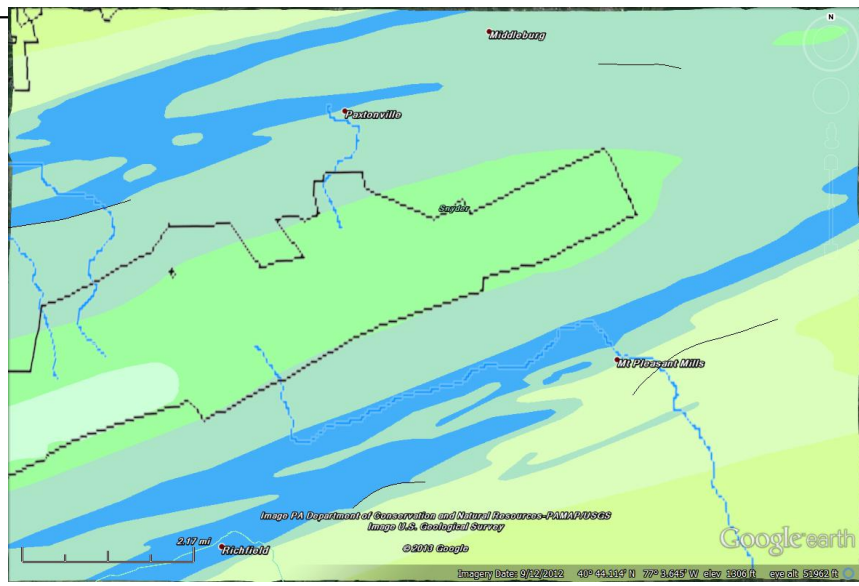 N
Middleburg
Paxtonville
Snyder
Mt Pleasant Mills
Image PA Department of Conservation and Natural Resources-PAMAP/USGS
Image U.S. Geological Survey
© 2013 Google
Google earth
2.17 mi
Richfield
Imagery Date: 9/12/2012 40° 44.114' N 77° 3.645' W elev 1306 ft eye alt 51962 ft